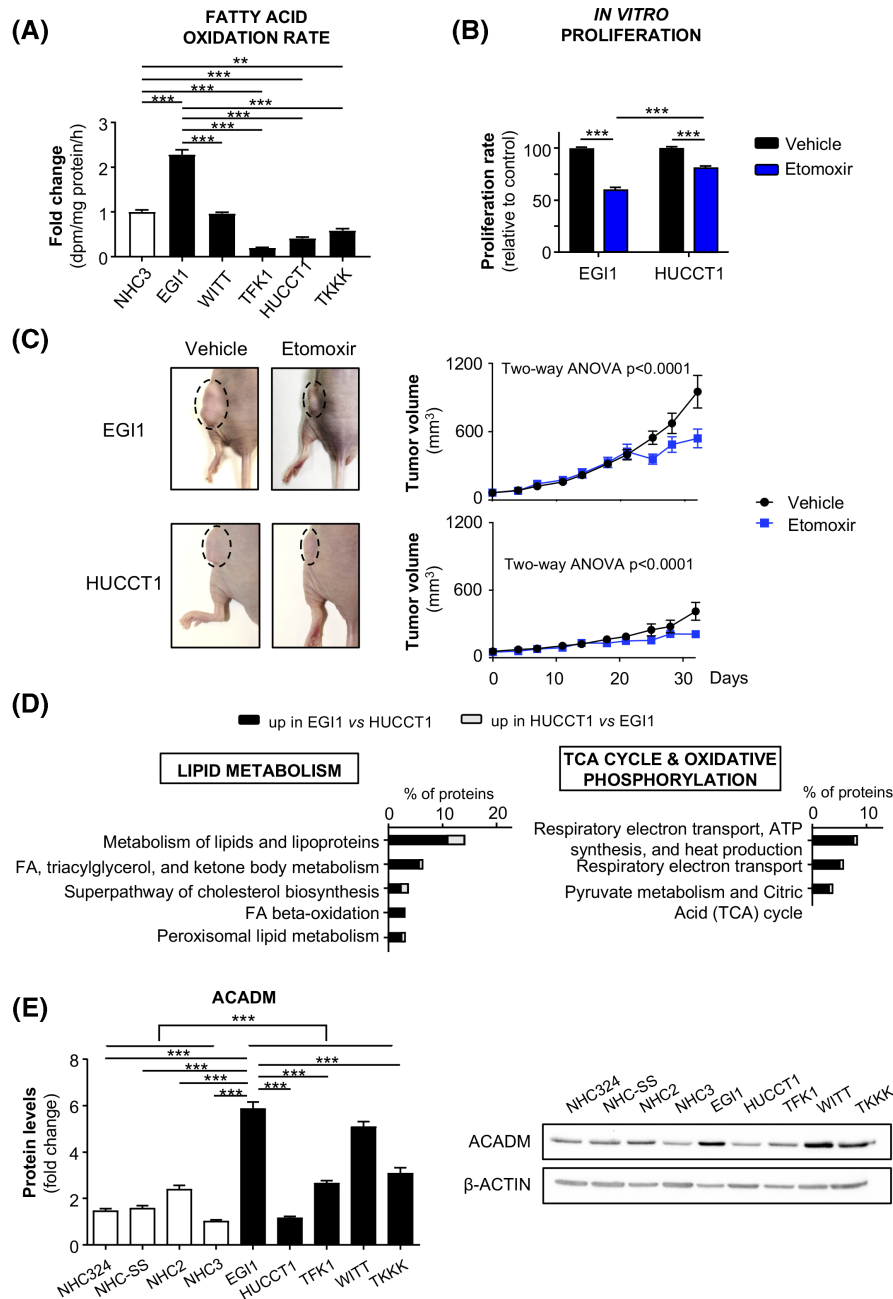 (A)
FATTY ACID
OXIDATION RATE
**
***
***
***
***
***
***
***
Fold change
(dpm/mg protein/h)
3
2
1
0
NHC3
EGI1
WITT
TFK1
HUCCT1
TKKK
(B)
IN VITRO
PROLIFERATION
***
***
***
Proliferation rate
(relative to control)
100
50
0
EGI1
HUCCT1
Vehicle
Etomoxir
(C)
Vehicle
Etomoxir
EGI1
HUCCT1
Tumor volume
(mm³)
1200
600
0
Two-way ANOVA p<0.0001
Vehicle
Etomoxir
Tumor volume
(mm³)
1200
600
0
Two-way ANOVA p<0.0001
0 10 20 30 Days
(D)
up in EGI1 vs HUCCT1
up in HUCCT1 vs EGI1
LIPID METABOLISM
% of proteins
0 10 20
Metabolism of lipids and lipoproteins
FA, triacylglycerol, and ketone body metabolism
Superpathway of cholesterol biosynthesis
FA beta-oxidation
Peroxisomal lipid metabolism
TCA CYCLE & OXIDATIVE
PHOSPHORYLATION
% of proteins
0 10
Respiratory electron transport, ATP
synthesis, and heat production
Respiratory electron transport
Pyruvate metabolism and Citric
Acid (TCA) cycle
(E)
ACADM
***
***
***
***
***
***
***
***
Protein levels
(fold change)
8
6
4
2
0
NHC324
NHC-SS
NHC2
NHC3
EGI1
HUCCT1
TFK1
WITT
TKKK
NHC324
NHC-SS
NHC2
NHC3
EGI1
HUCCT1
TFK1
WITT
TKKK
ACADM
β-ACTIN